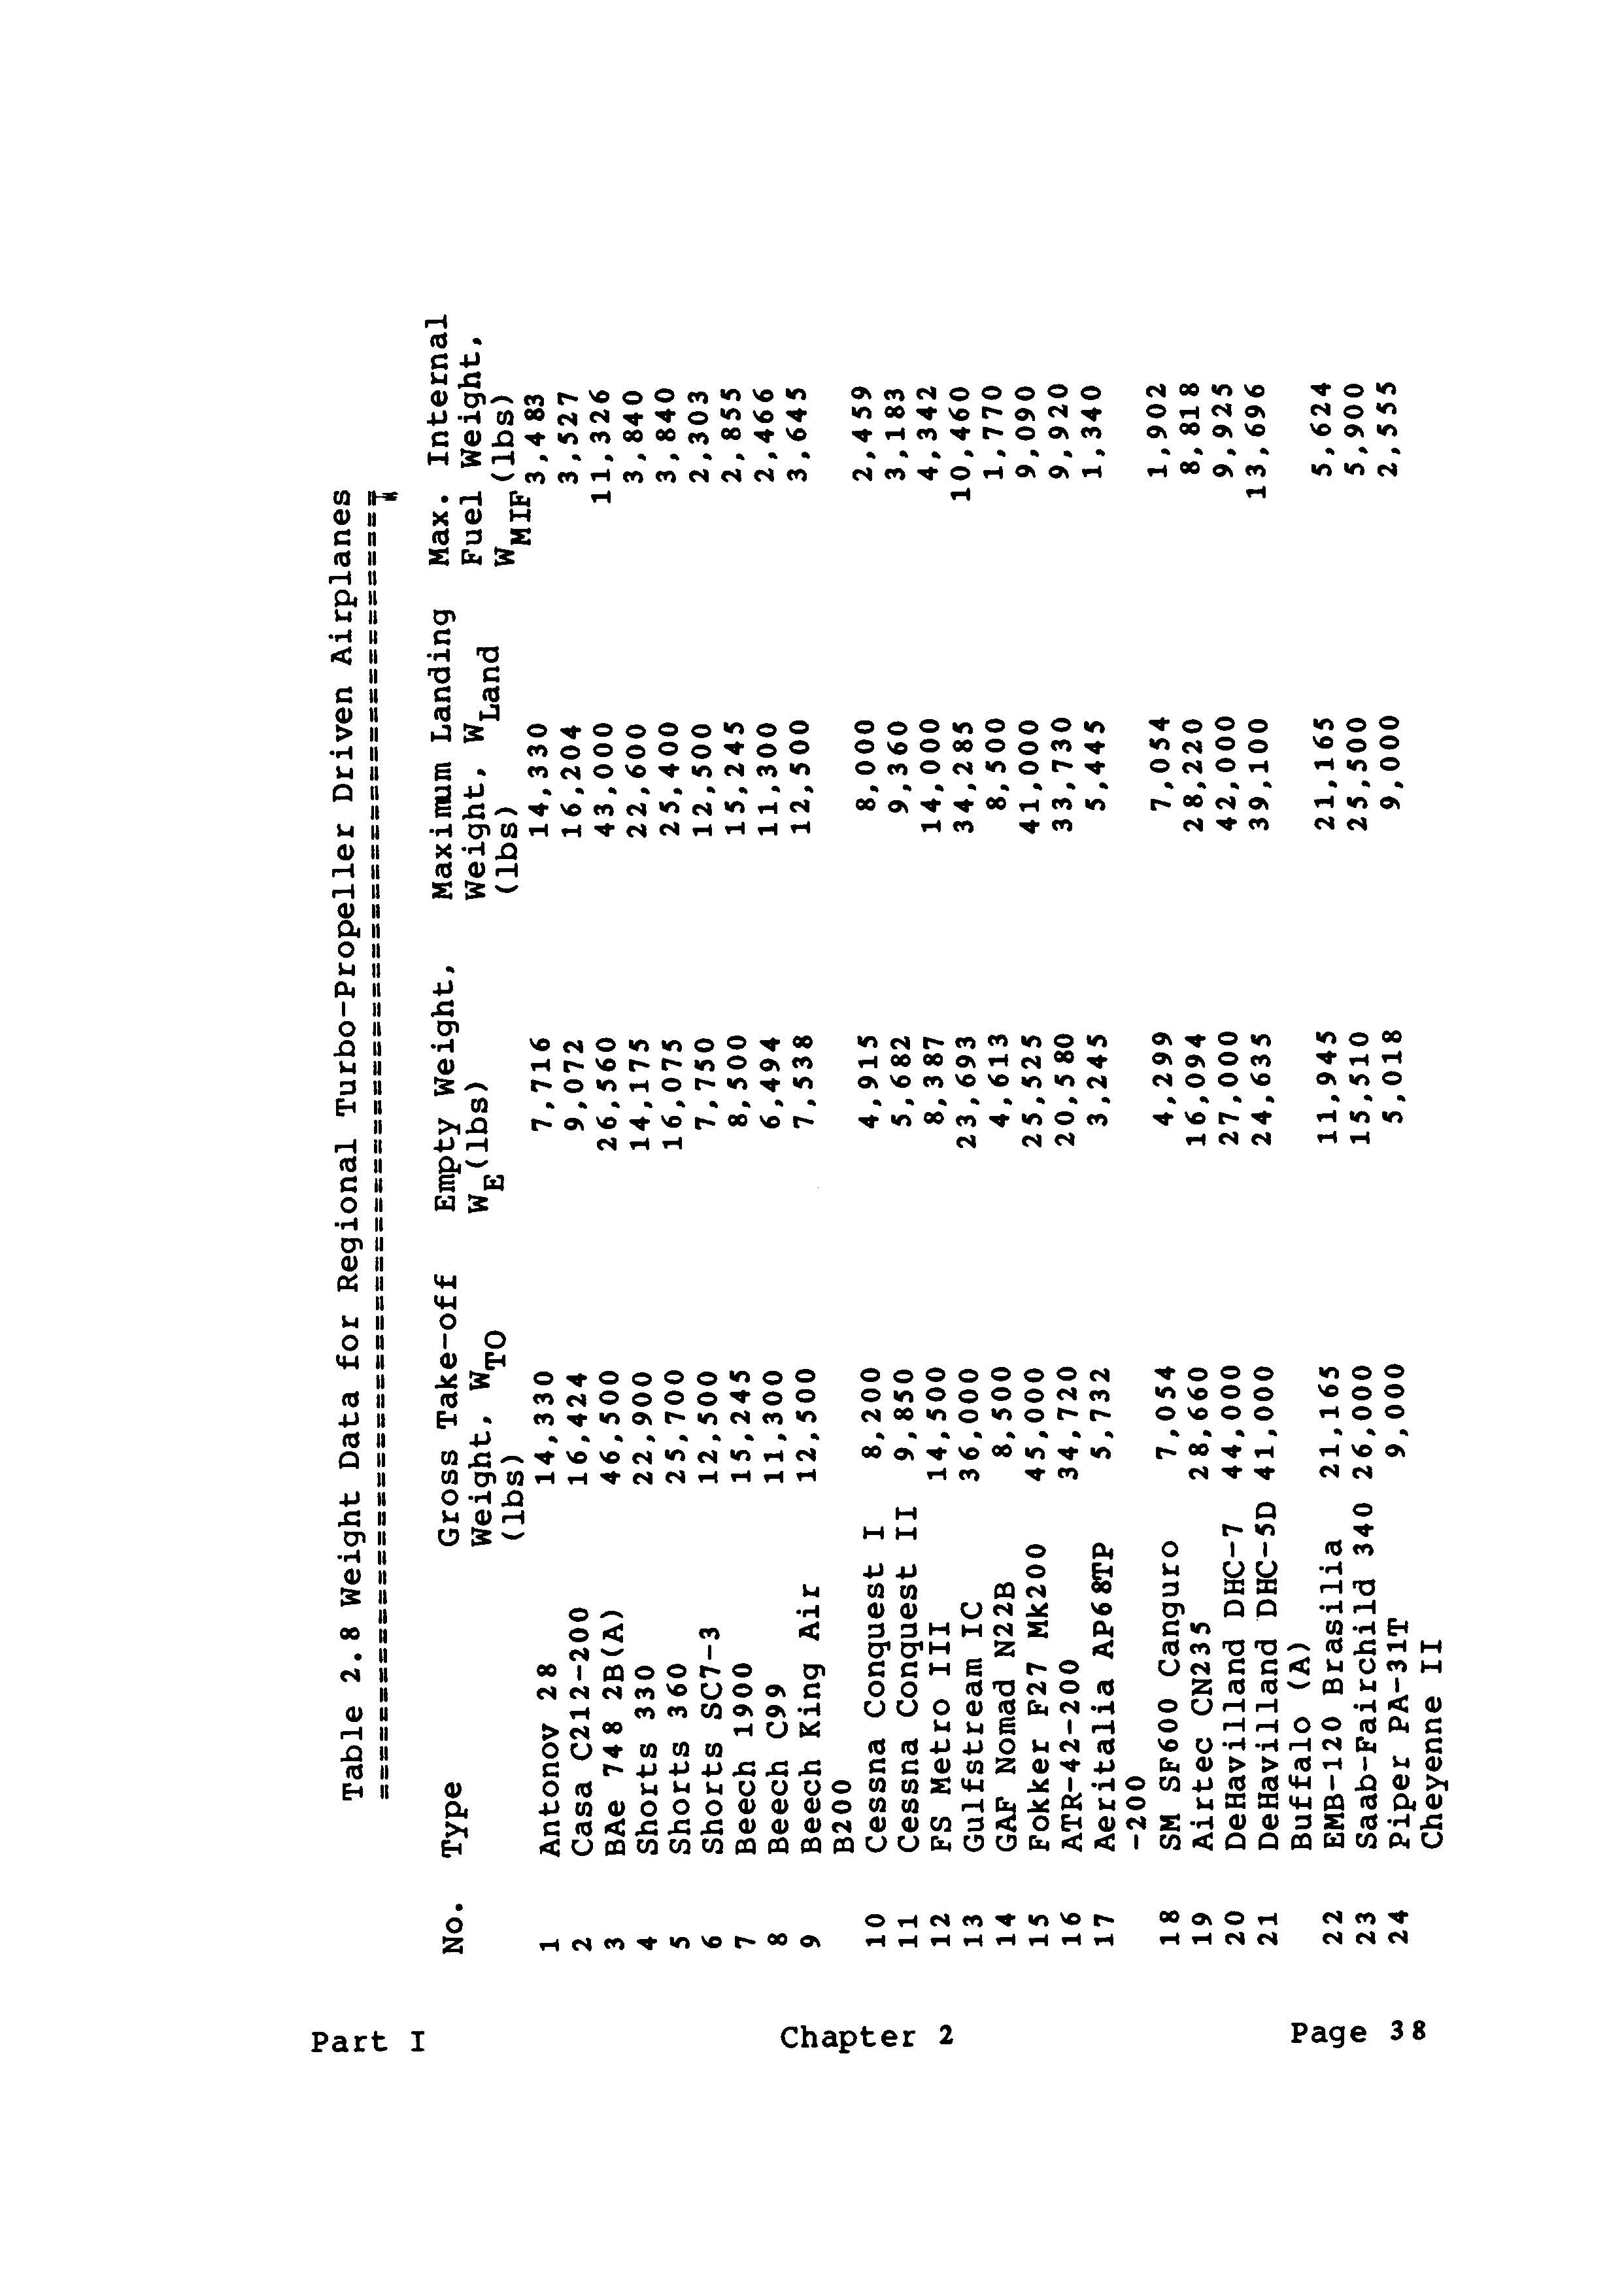 Part I Chapter 2 Page 38
Table 2.8 Weight Data for Regional Turbo-Propeller Driven Airplanes
===================================================================
No. Type Gross Take-off Empty Weight, Maximum Landing Max. Internal
Weight, WTO WE(lbs) Weight, WLand Fuel Weight,
(lbs) (lbs) WMIF(lbs)
1 Antonov 28 14,330 7,716 14,330 3,483
2 Casa C212-200 16,424 9,072 16,204 3,527
3 BAe 748 2B(A) 46,500 26,560 43,000 11,326
4 Shorts 330 22,900 14,175 22,600 3,840
5 Shorts 360 25,700 16,075 25,400 3,840
6 Shorts SC7-3 12,500 7,750 12,500 2,303
7 Beech 1900 15,245 8,500 15,245 2,855
8 Beech C99 11,300 6,494 11,300 2,466
9 Beech King Air 12,500 7,538 12,500 3,645
B200
10 Cessna Conquest I 8,200 4,915 8,000 2,459
11 Cessna Conquest II 9,850 5,682 9,360 3,183
12 FS Metro III 14,500 8,387 14,000 4,342
13 Gulfstream IC 36,000 23,693 34,285 10,460
14 GAF Nomad N22B 8,500 4,613 8,500 1,770
15 Fokker F27 Mk200 45,000 25,525 41,000 9,090
16 ATR-42-200 34,720 20,580 33,730 9,920
17 Aeritalia AP68TP 5,732 3,245 5,445 1,340
-200
18 SM SF600 Canguro 7,054 4,299 7,054 1,902
19 Airtec CN235 28,660 16,094 28,220 8,818
20 DeHavilland DHC-7 44,000 27,000 42,000 9,925
21 DeHavilland DHC-5D 41,000 24,635 39,100 13,696
Buffalo (A)
22 EMB-120 Brasilia 21,165 11,945 21,165 5,624
23 Saab-Fairchild 340 26,000 15,510 25,500 5,900
24 Piper PA-31T 9,000 5,018 9,000 2,555
Cheyenne II